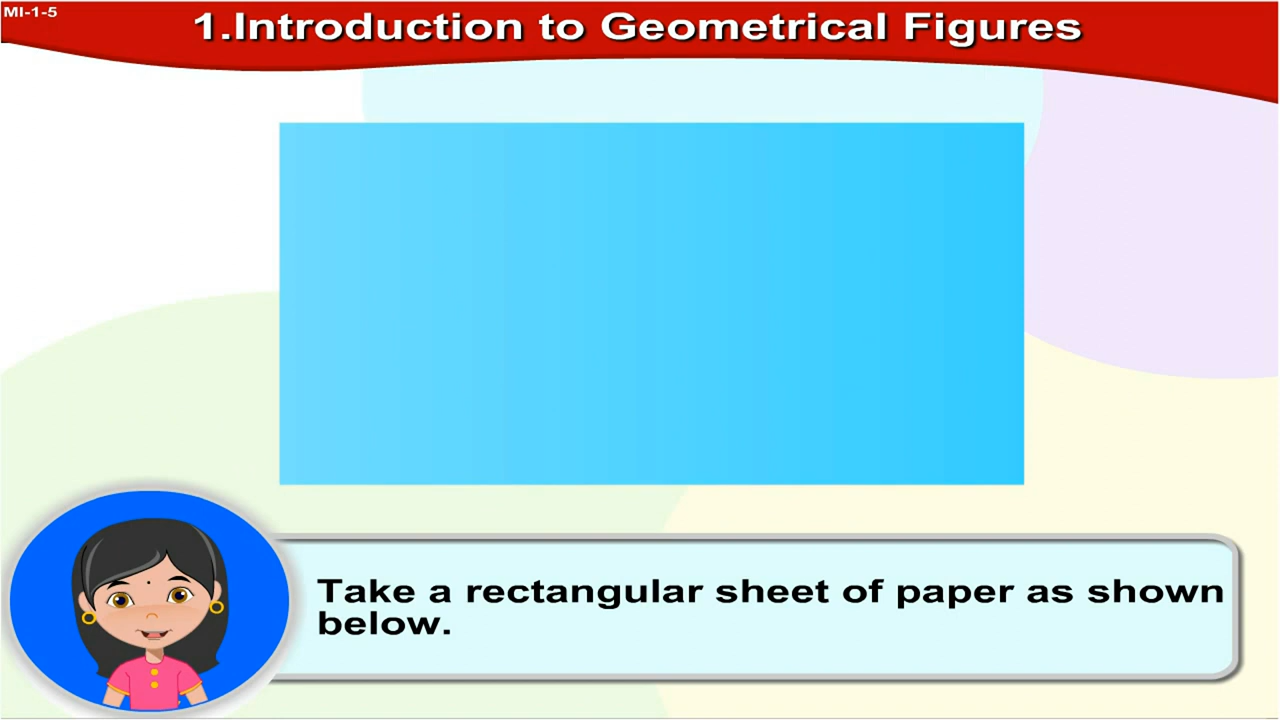 MI-1-5
1.Introduction to Geometrical Figures
Take a rectangular sheet of paper as shown
below.